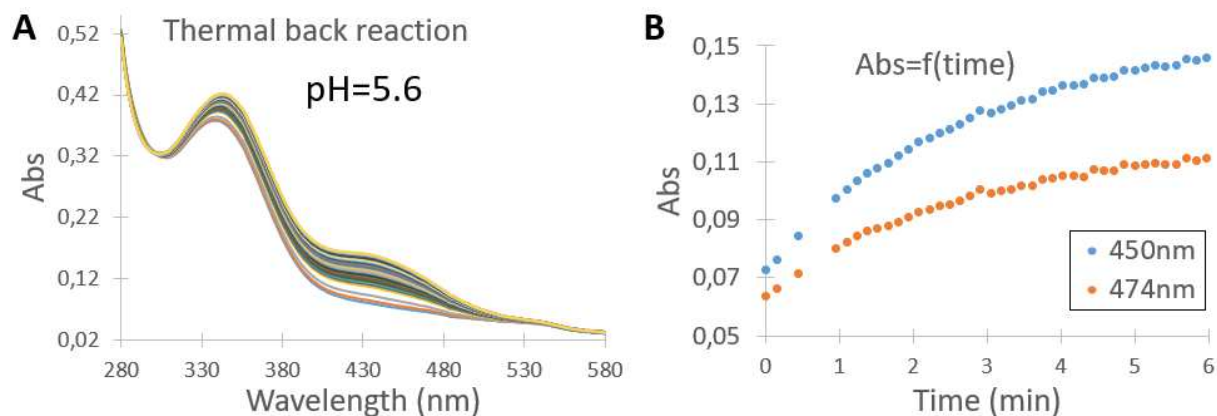 A
Thermal back reaction
pH=5.6
0,52
0,42
0,32
0,22
0,12
0,02
Abs
280
330
380
430
480
530
580
Wavelength (nm)
B
Abs=f(time)
0,15
0,13
0,11
0,09
0,07
0,05
Abs
450nm
474nm
0
1
2
3
4
5
6
Time (min)